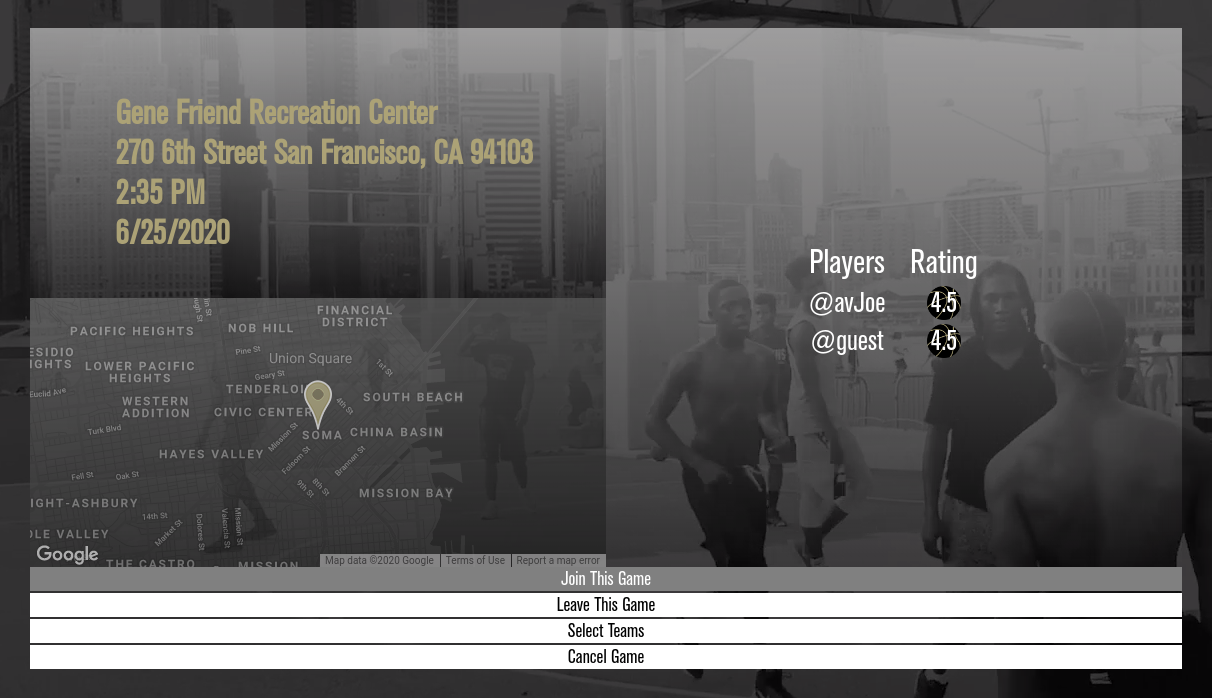 Gene Friend Recreation Center
270 6th Street San Francisco, CA 94103
2:35 PM
6/25/2020
Players Rating
@avJoe 4.5
@guest 4.5
FINANCIAL
DISTRICT
PACIFIC HEIGHTS
NOB HILL
Pine St
Union Square
ESIDIO
IGHTS
LOWER PACIFIC
HEIGHTS
1st St
Geary St
Euclid Ave
TENDERLOI
WESTERN
ADDITION
4th St
SOUTH BEACH
CIVIC CENTER
Turk Blvd
Mission St
SOMA
CHINA BASIN
HAYES VALLEY
Folsom St
Brannan St
Fell St
Oak St
9th St
8th St
MISSION BAY
IGHT-ASHBURY
14th St
Market St
Dolores St
Valencia St
Mission St
OLE VALLEY
Google
THE CASTRO
MISSION
Map data ©2020 Google
Terms of Use
Report a map error
Join This Game
Leave This Game
Select Teams
Cancel Game